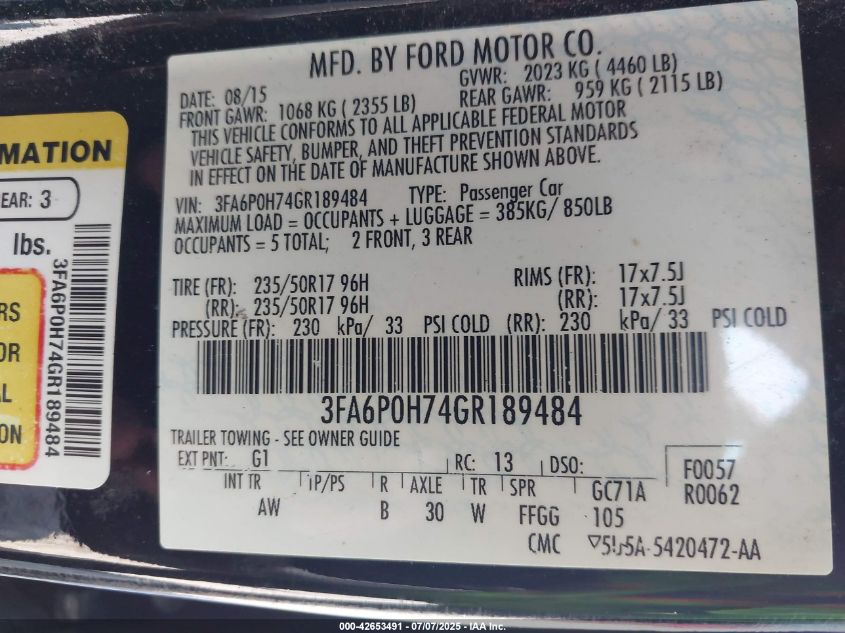 MFD. BY FORD MOTOR CO.
DATE: 08/15
GVWR: 2023 KG ( 4460 LB)
FRONT GAWR: 1068 KG ( 2355 LB)
REAR GAWR: 959 KG ( 2115 LB)
THIS VEHICLE CONFORMS TO ALL APPLICABLE FEDERAL MOTOR
VEHICLE SAFETY, BUMPER, AND THEFT PREVENTION STANDARDS
IN EFFECT ON THE DATE OF MANUFACTURE SHOWN ABOVE.
VIN: 3FA6P0H74GR189484 TYPE: Passenger Car
MAXIMUM LOAD = OCCUPANTS + LUGGAGE = 385KG/ 850LB
OCCUPANTS = 5 TOTAL; 2 FRONT, 3 REAR
TIRE (FR): 235/50R17 96H RIMS (FR): 17x7.5J
(RR): 235/50R17 96H (RR): 17x7.5J
PRESSURE (FR): 230 kPa/ 33 PSI COLD (RR): 230 kPa/ 33 PSI COLD
3FA6P0H74GR189484
TRAILER TOWING - SEE OWNER GUIDE
EXT PNT: G1 RC: 13 DSO: F0057
INT TR TP/PS R AXLE TR SPR GC71A R0062
AW B 30 W FFGG 105
CMC 5420472-AA
MATION
EAR: 3
lbs.
3FA6P0H74GR189484
RS
OR
AL
ON
000-42653491 - 07/07/2025 - IAA Inc.